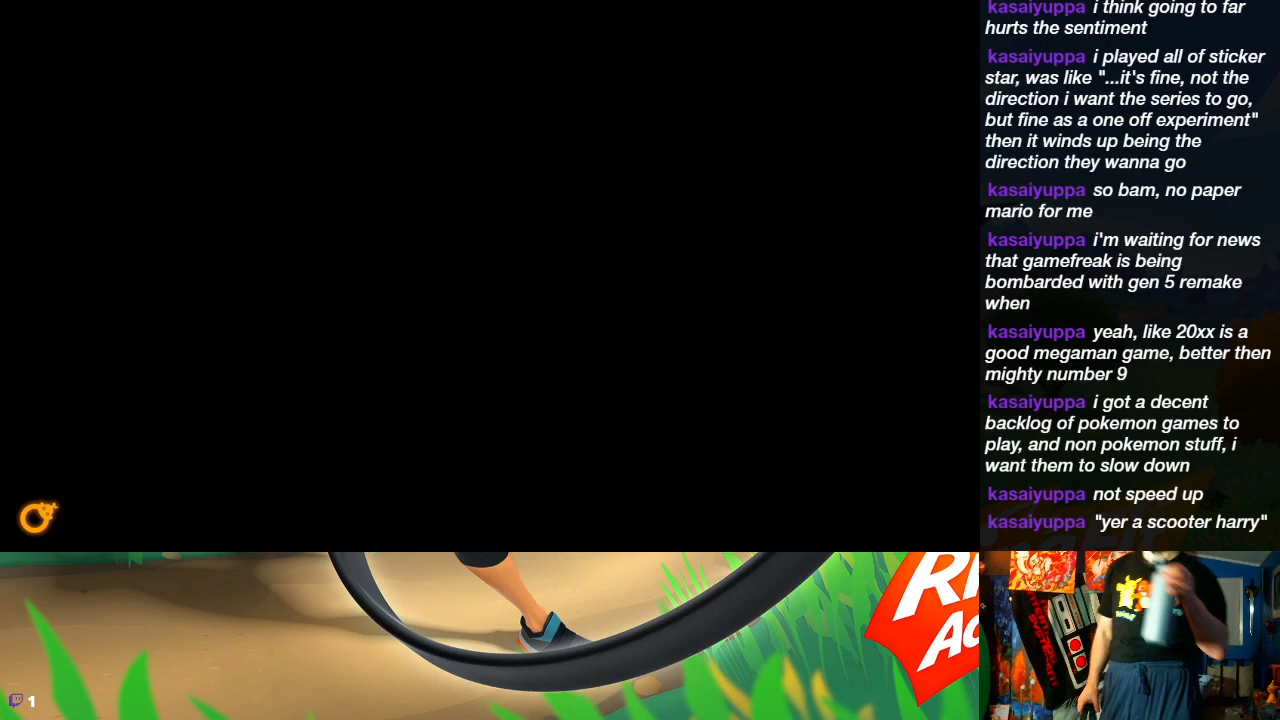 kasaiyuppa i think going to far
hurts the sentiment
kasaiyuppa i played all of sticker
star, was like "...it's fine, not the
direction i want the series to go,
but fine as a one off experiment"
then it winds up being the
direction they wanna go
kasaiyuppa so bam, no paper
mario for me
kasaiyuppa i'm waiting for news
that gamefreak is being
bombarded with gen 5 remake
when
kasaiyuppa yeah, like 20xx is a
good megaman game, better then
mighty number 9
kasaiyuppa i got a decent
backlog of pokemon games to
play, and non pokemon stuff, i
want them to slow down
kasaiyuppa not speed up
kasaiyuppa "yer a scooter harry"
1